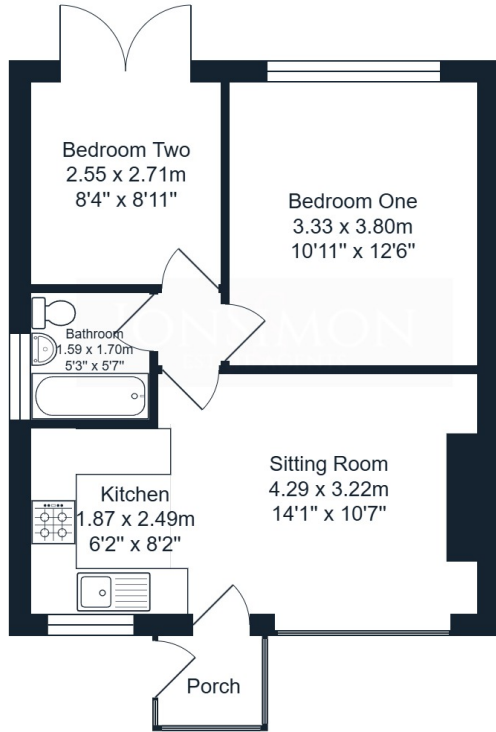 Bedroom Two
2.55 x 2.71m
8'4" x 8'11"
Bedroom One
3.33 x 3.80m
10'11" x 12'6"
JONSIMON
Bathroom
1.59 x 1.70m
5'3" x 5'7"
Sitting Room
4.29 x 3.22m
14'1" x 10'7"
Kitchen
1.87 x 2.49m
6'2" x 8'2"
Porch